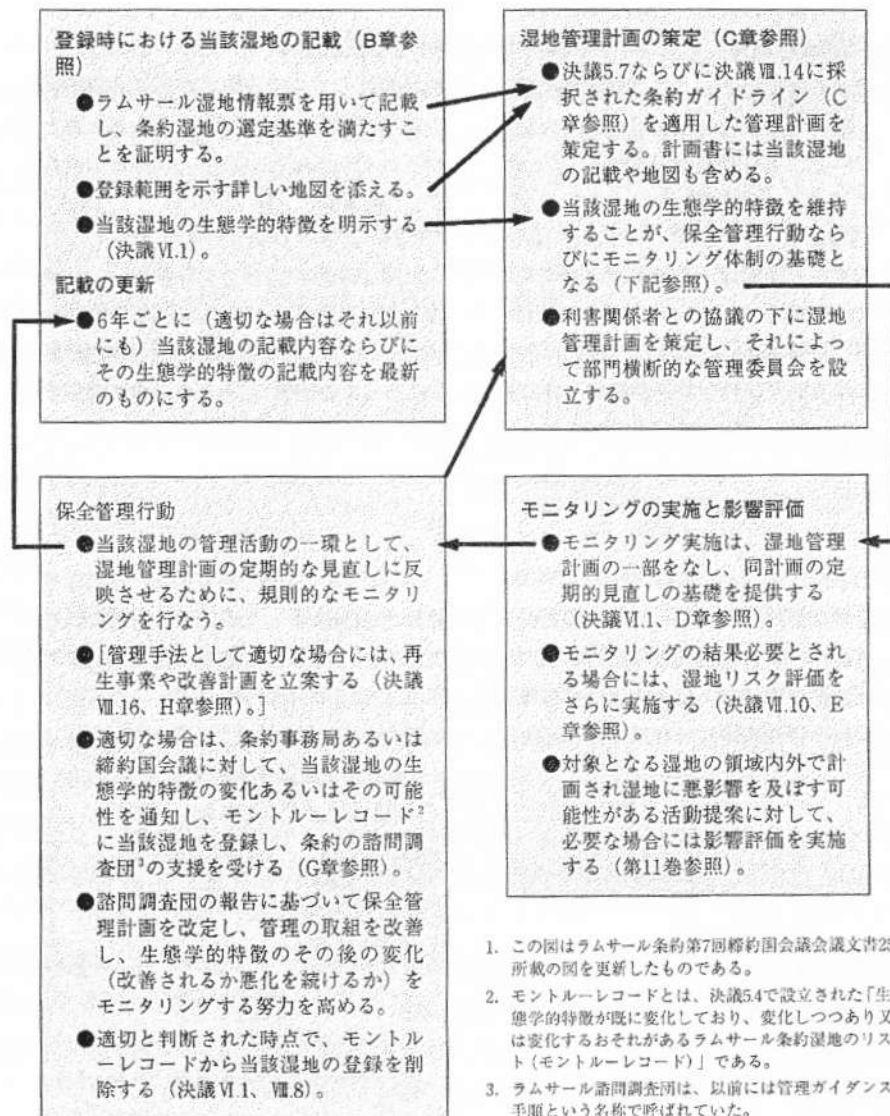 登録時における当該湿地の記載（B章参
照）
●ラムサール湿地情報票を用いて記載
し、条約湿地の選定基準を満たすこ
とを証明する。
●登録範囲を示す詳しい地図を添える。
●当該湿地の生態学的特徴を明示する
（決議Ⅵ.1）。
記載の更新
●6年ごとに（適切な場合はそれ以前
にも）当該湿地の記載内容ならびに
その生態学的特徴の記載内容を最新
のものにする。
湿地管理計画の策定（C章参照）
●決議5.7ならびに決議Ⅷ.14に採
択された条約ガイドライン（C
章参照）を適用した管理計画を
策定する。計画書には当該湿地
の記載や地図も含める。
●当該湿地の生態学的特徴を維持
することが、保全管理行動なら
びにモニタリング体制の基礎と
なる（下記参照）。
●利害関係者との協議の下に湿地
管理計画を策定し、それによっ
て部門横断的な管理委員会を設
立する。
保全管理行動
●当該湿地の管理活動の一環として、
湿地管理計画の定期的な見直しに反
映させるために、規則的なモニタリ
ングを行なう。
●[管理手法として適切な場合には、再
生事業や改善計画を立案する（決議
Ⅷ.16、H章参照）。]
●適切な場合は、条約事務局あるいは
締約国会議に対して、当該湿地の生
態学的特徴の変化あるいはその可能
性を通知し、モントルーレコード²
に当該湿地を登録し、条約の諮問調
査団³の支援を受ける（G章参照）。
●諮問調査団の報告に基づいて保全管
理計画を改定し、管理の取組を改善
し、生態学的特徴のその後の変化
（改善されるか悪化を続けるか）を
モニタリングする努力を高める。
●適切と判断された時点で、モントル
ーレコードから当該湿地の登録を削
除する（決議Ⅵ.1、Ⅷ.8）。
モニタリングの実施と影響評価
●モニタリング実施は、湿地管理
計画の一部をなし、同計画の定
期的見直しの基礎を提供する
（決議Ⅵ.1、D章参照）。
●モニタリングの結果必要とされ
る場合には、湿地リスク評価を
さらに実施する（決議Ⅶ.10、E
章参照）。
●対象となる湿地の領域内外で計
画され湿地に悪影響を及ぼす可
能性がある活動提案に対して、
必要な場合には影響評価を実施
する（第11巻参照）。
1. この図はラムサール条約第7回締約国会議会議文書23
所載の図を更新したものである。
2. モントルーレコードとは、決議5.4で設立された「生
態学的特徴が既に変化しており、変化しつつあり又
は変化するおそれがあるラムサール条約湿地のリス
ト（モントルーレコード）」である。
3. ラムサール諮問調査団は、以前には管理ガイダンス
手順という名称で呼ばれていた。